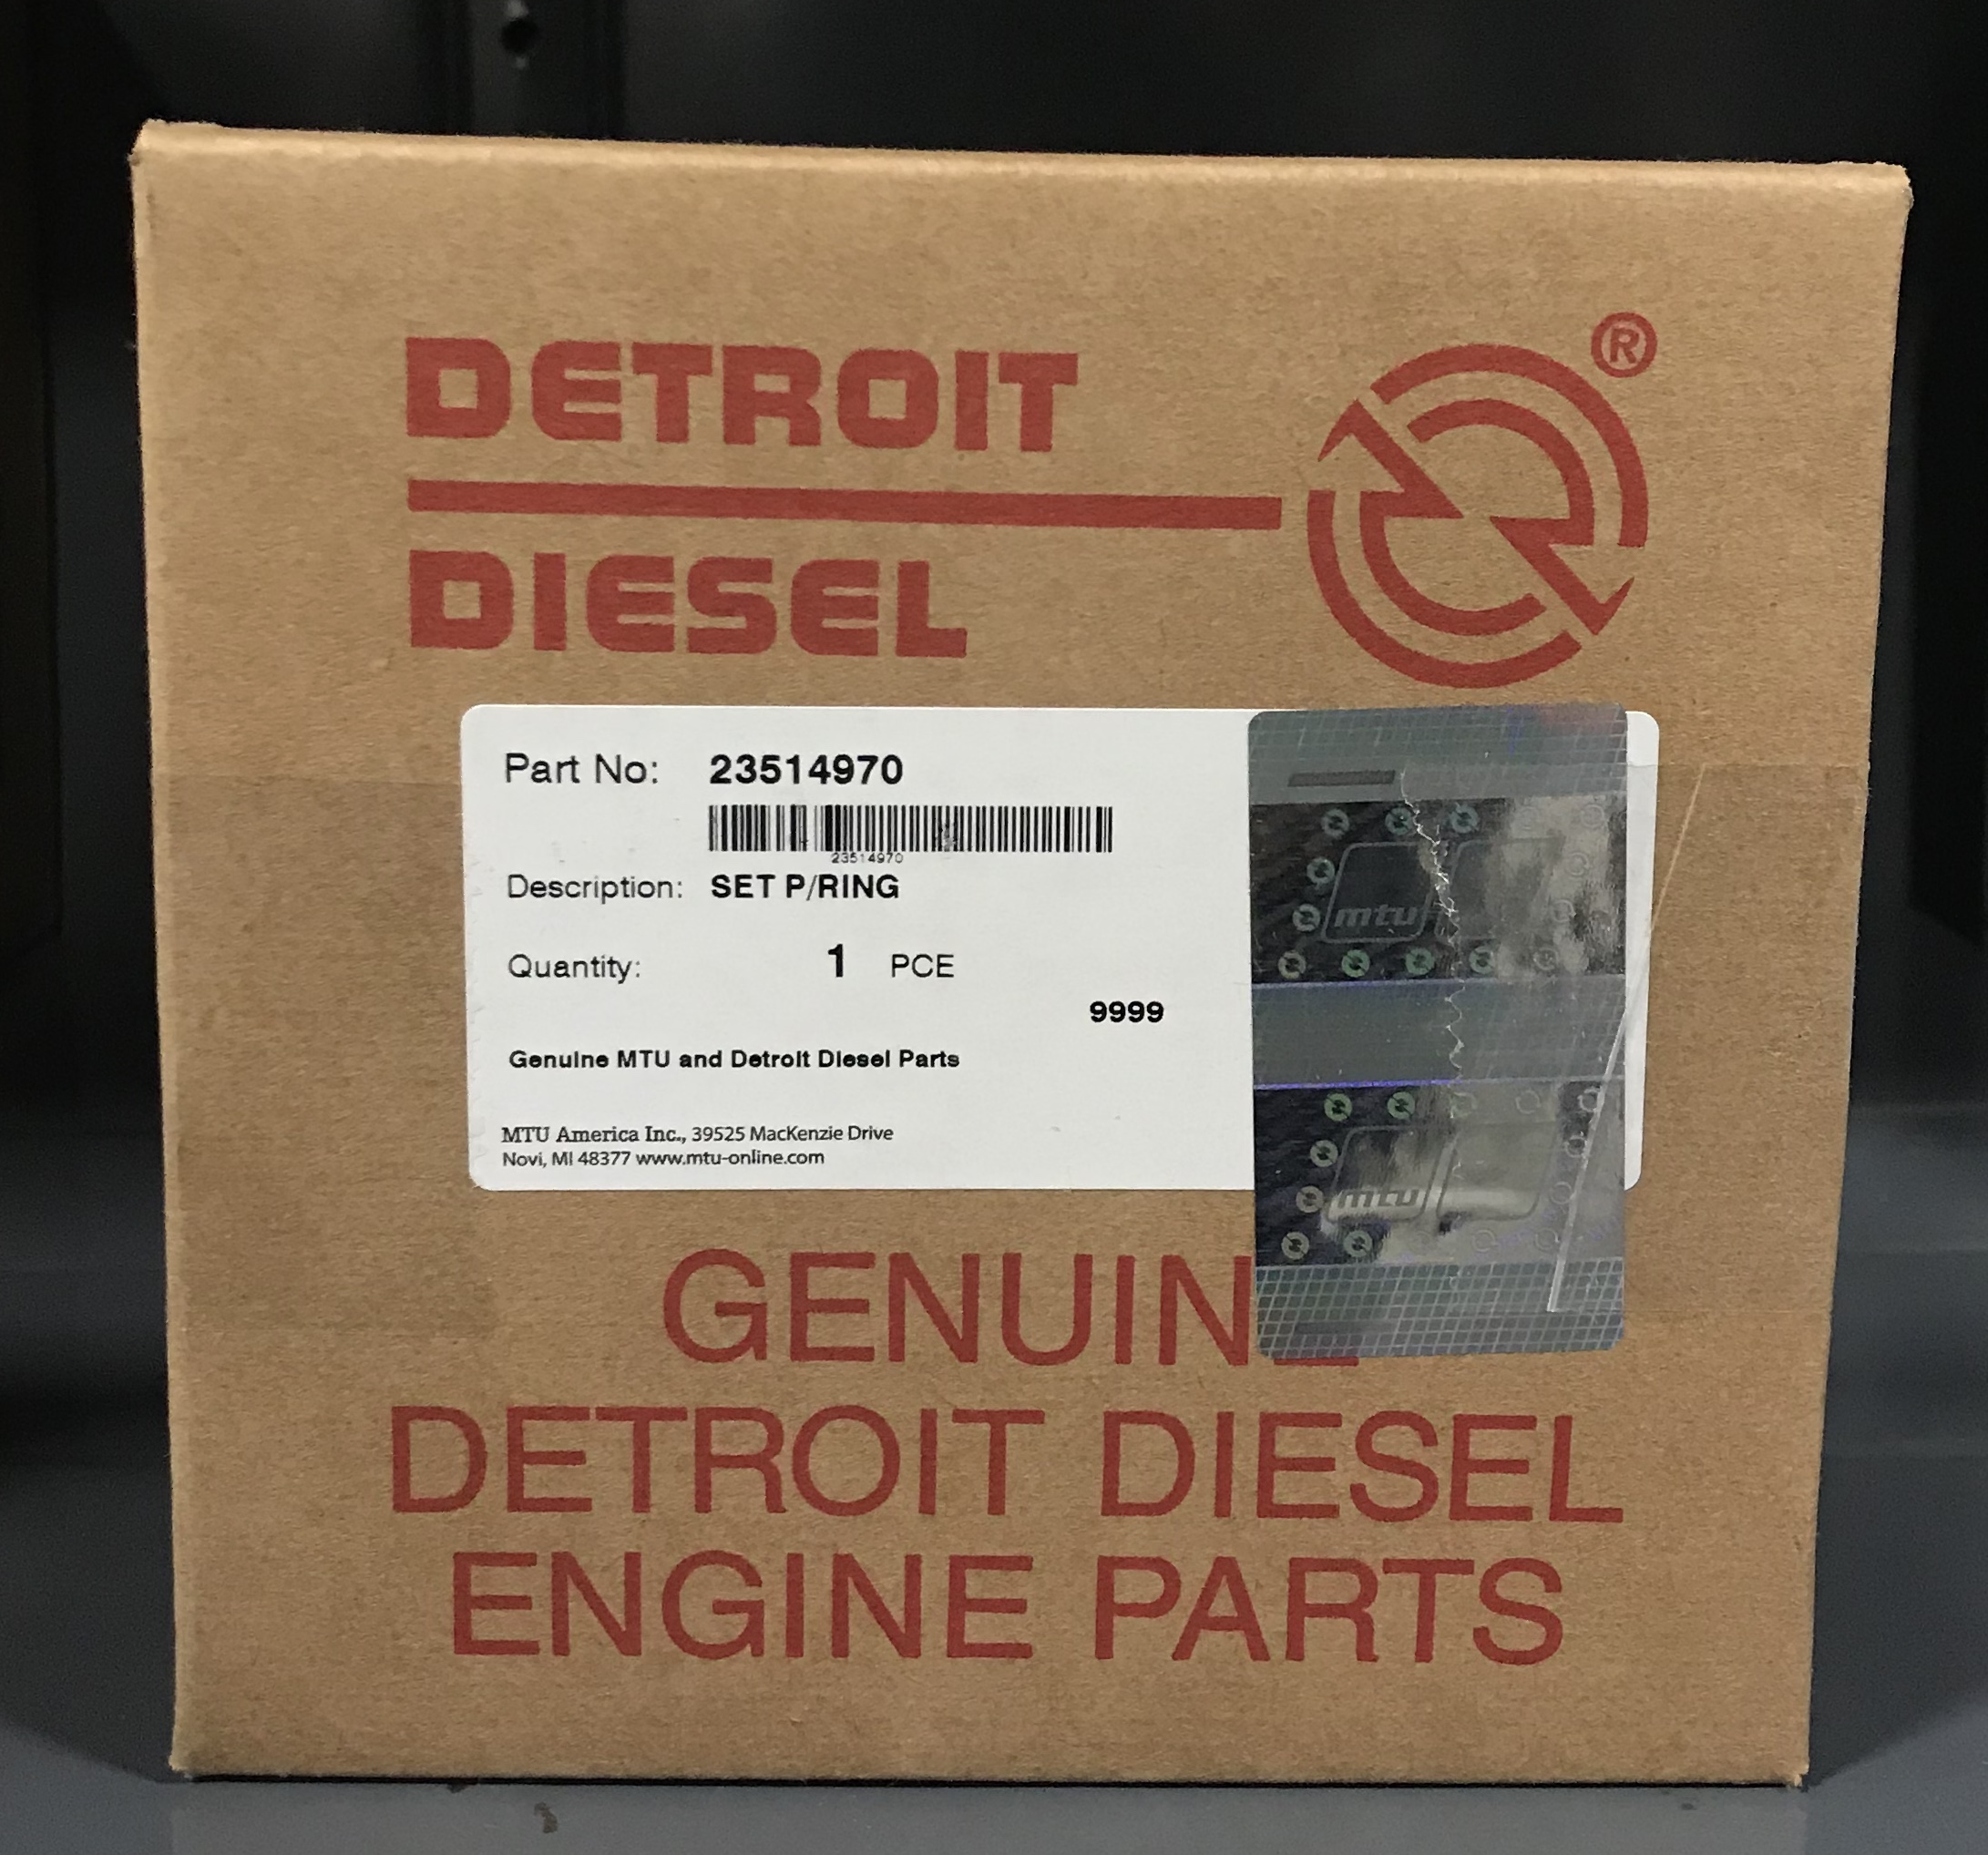 DETROIT
®
DIESEL
Part No: 23514970
23514970
Description: SET P/RING
Quantity: 1 PCE
9999
Genuine MTU and Detroit Diesel Parts
MTU America Inc., 39525 MacKenzie Drive
Novi, MI 48377 www.mtu-online.com
mtu
mtu
GENUINE
DETROIT DIESEL
ENGINE PARTS